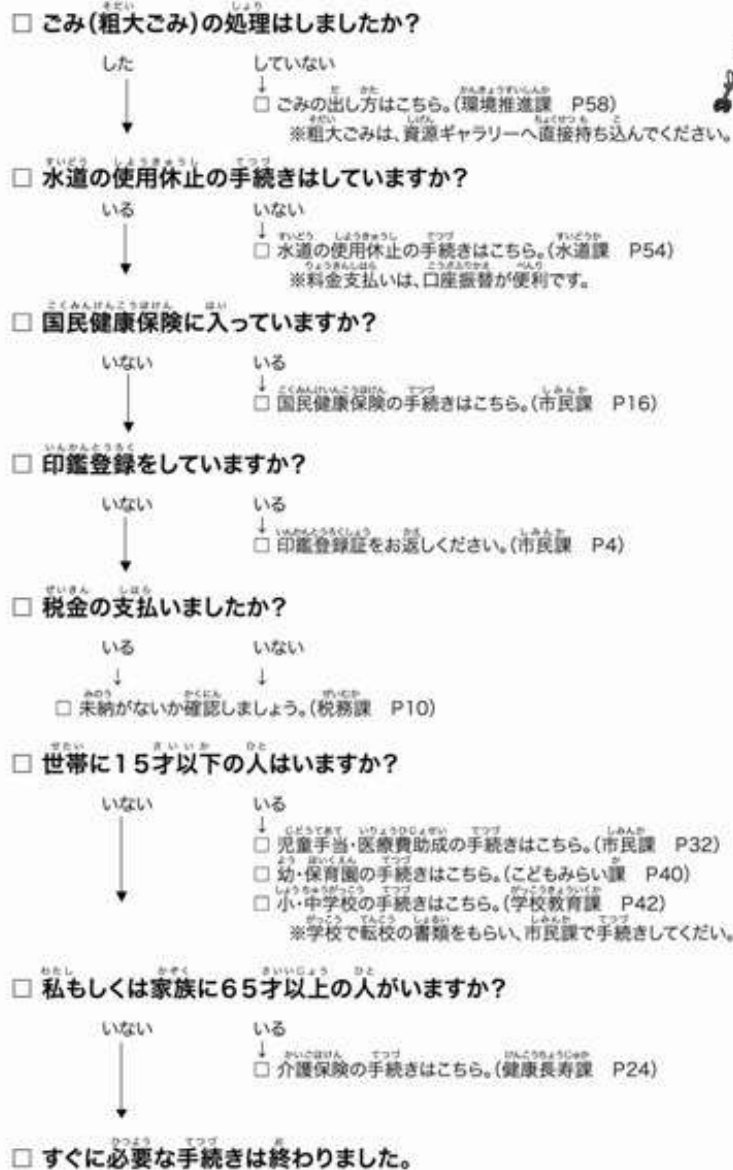 □ ごみ(粗大ごみ)の処理はしましたか?
した していない
↓ ↓
□ ごみの出し方はこちら。(環境推進課 P58)
※粗大ごみは、資源ギャラリーへ直接持ち込んでください。
□ 水道の使用休止の手続きはしていますか?
いる いない
↓ ↓
□ 水道の使用休止の手続きはこちら。(水道課 P54)
※料金支払いは、口座振替が便利です。
□ 国民健康保険に入っていますか?
いない いる
↓ ↓
□ 国民健康保険の手続きはこちら。(市民課 P16)
□ 印鑑登録をしていますか?
いない いる
↓ ↓
□ 印鑑登録証をお返しください。(市民課 P4)
□ 税金の支払いましたか?
いる いない
↓ ↓
□ 未納がないか確認しましょう。(税務課 P10)
□ 世帯に15才以下の人はいますか?
いない いる
↓ ↓
□ 児童手当・医療費助成の手続きはこちら。(市民課 P32)
□ 幼・保育園の手続きはこちら。(こどもみらい課 P40)
□ 小・中学校の手続きはこちら。(学校教育課 P42)
※学校で転校の書類をもらい、市民課で手続きしてください。
□ 私もしくは家族に65才以上の人がいますか?
いない いる
↓ ↓
□ 介護保険の手続きはこちら。(健康長寿課 P24)
□ すぐに必要な手続きは終わりました。